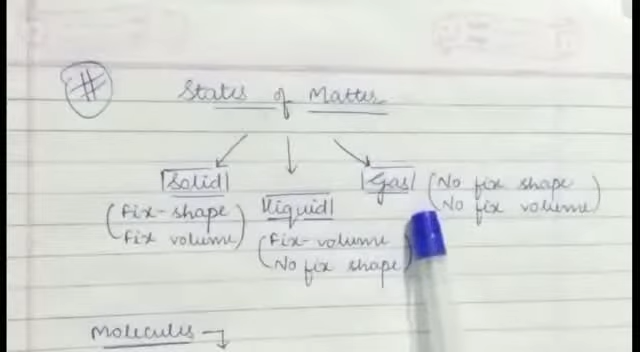 #
States of Matter
Solid
(Fix-shape
Fix volume)
Liquid
(Fix-volume
No fix shape)
Gas
(No fix shape
No fix volume)
Molecules